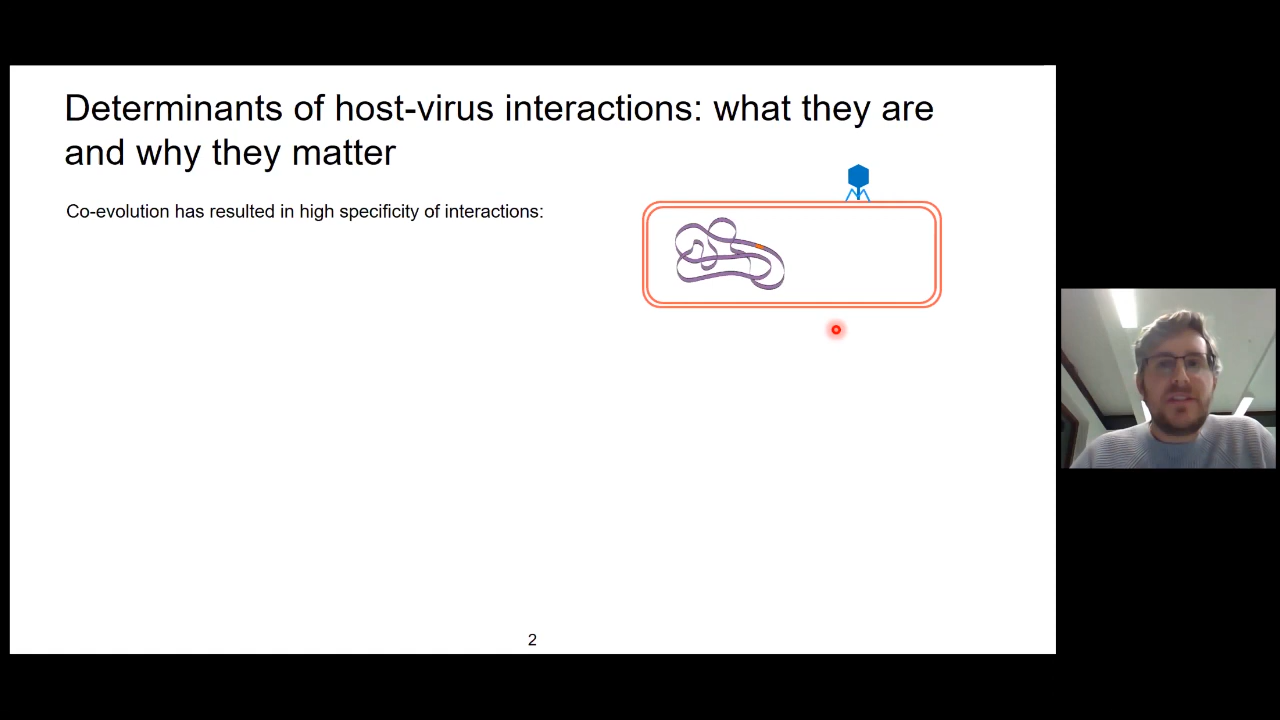 Determinants of host-virus interactions: what they are
and why they matter
Co-evolution has resulted in high specificity of interactions:
2